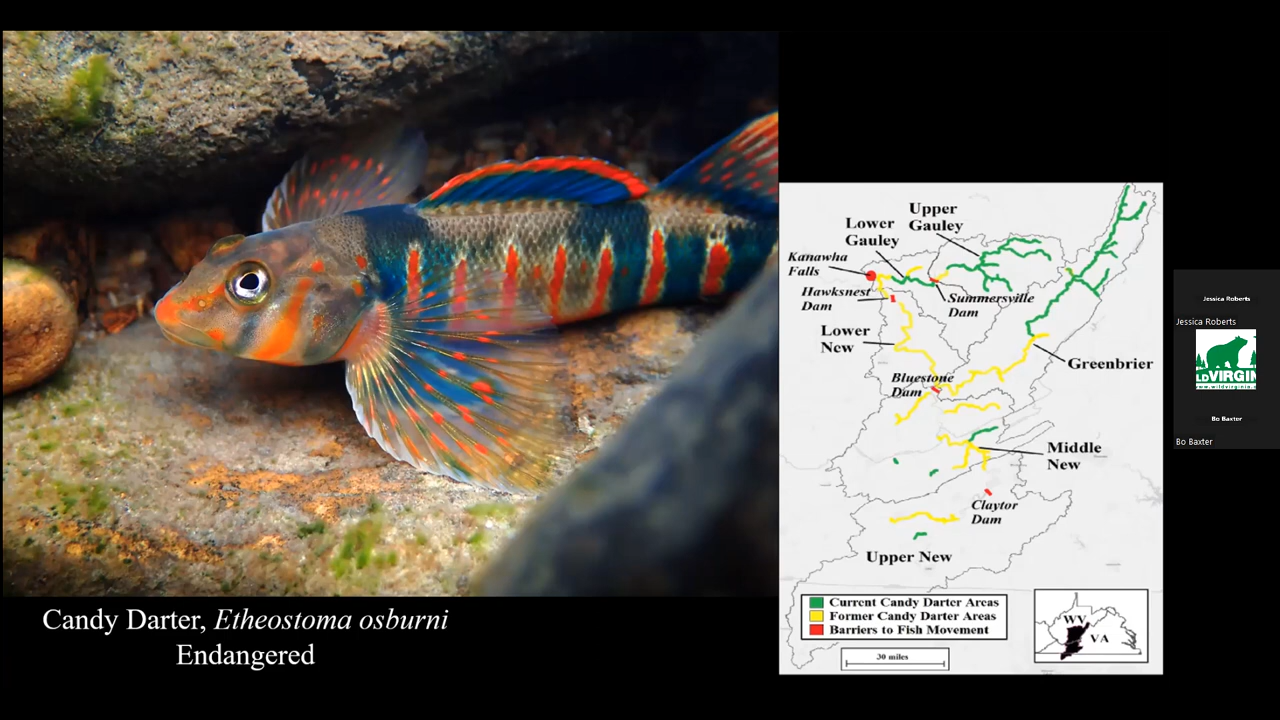 Candy Darter, Etheostoma osburni
Endangered
Upper
Gauley
Lower
Gauley
Kanawha
Falls
Hawksnest
Dam
Summersville
Dam
Lower
New
Greenbrier
Bluestone
Dam
Middle
New
Claytor
Dam
Upper New
Current Candy Darter Areas
Former Candy Darter Areas
Barriers to Fish Movement
30 miles
WV
VA
Jessica Roberts
Jessica Roberts
LDVIRGIN
Bo Baxter
Bo Baxter